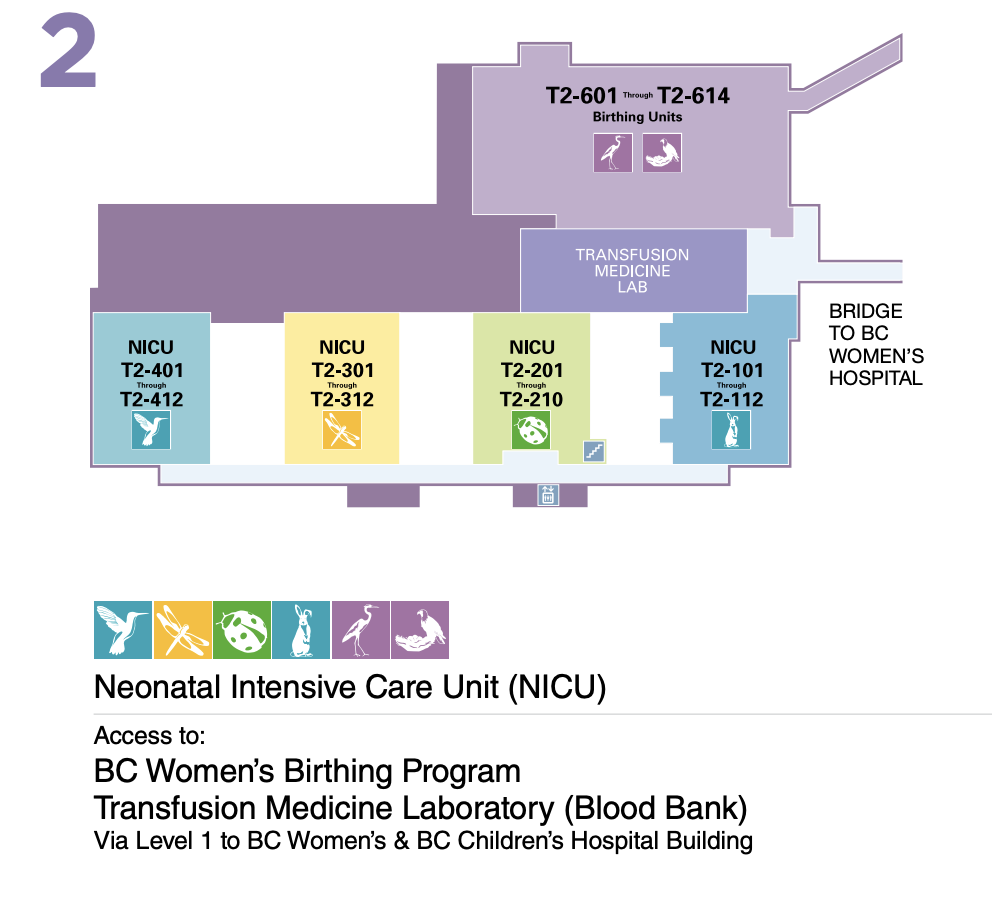 2
T2-601 Through T2-614
Birthing Units
TRANSFUSION
MEDICINE
LAB
BRIDGE
TO BC
WOMEN'S
HOSPITAL
NICU
T2-401
Through
T2-412
NICU
T2-301
Through
T2-312
NICU
T2-201
Through
T2-210
NICU
T2-101
Through
T2-112
Neonatal Intensive Care Unit (NICU)
Access to:
BC Women's Birthing Program
Transfusion Medicine Laboratory (Blood Bank)
Via Level 1 to BC Women's & BC Children's Hospital Building